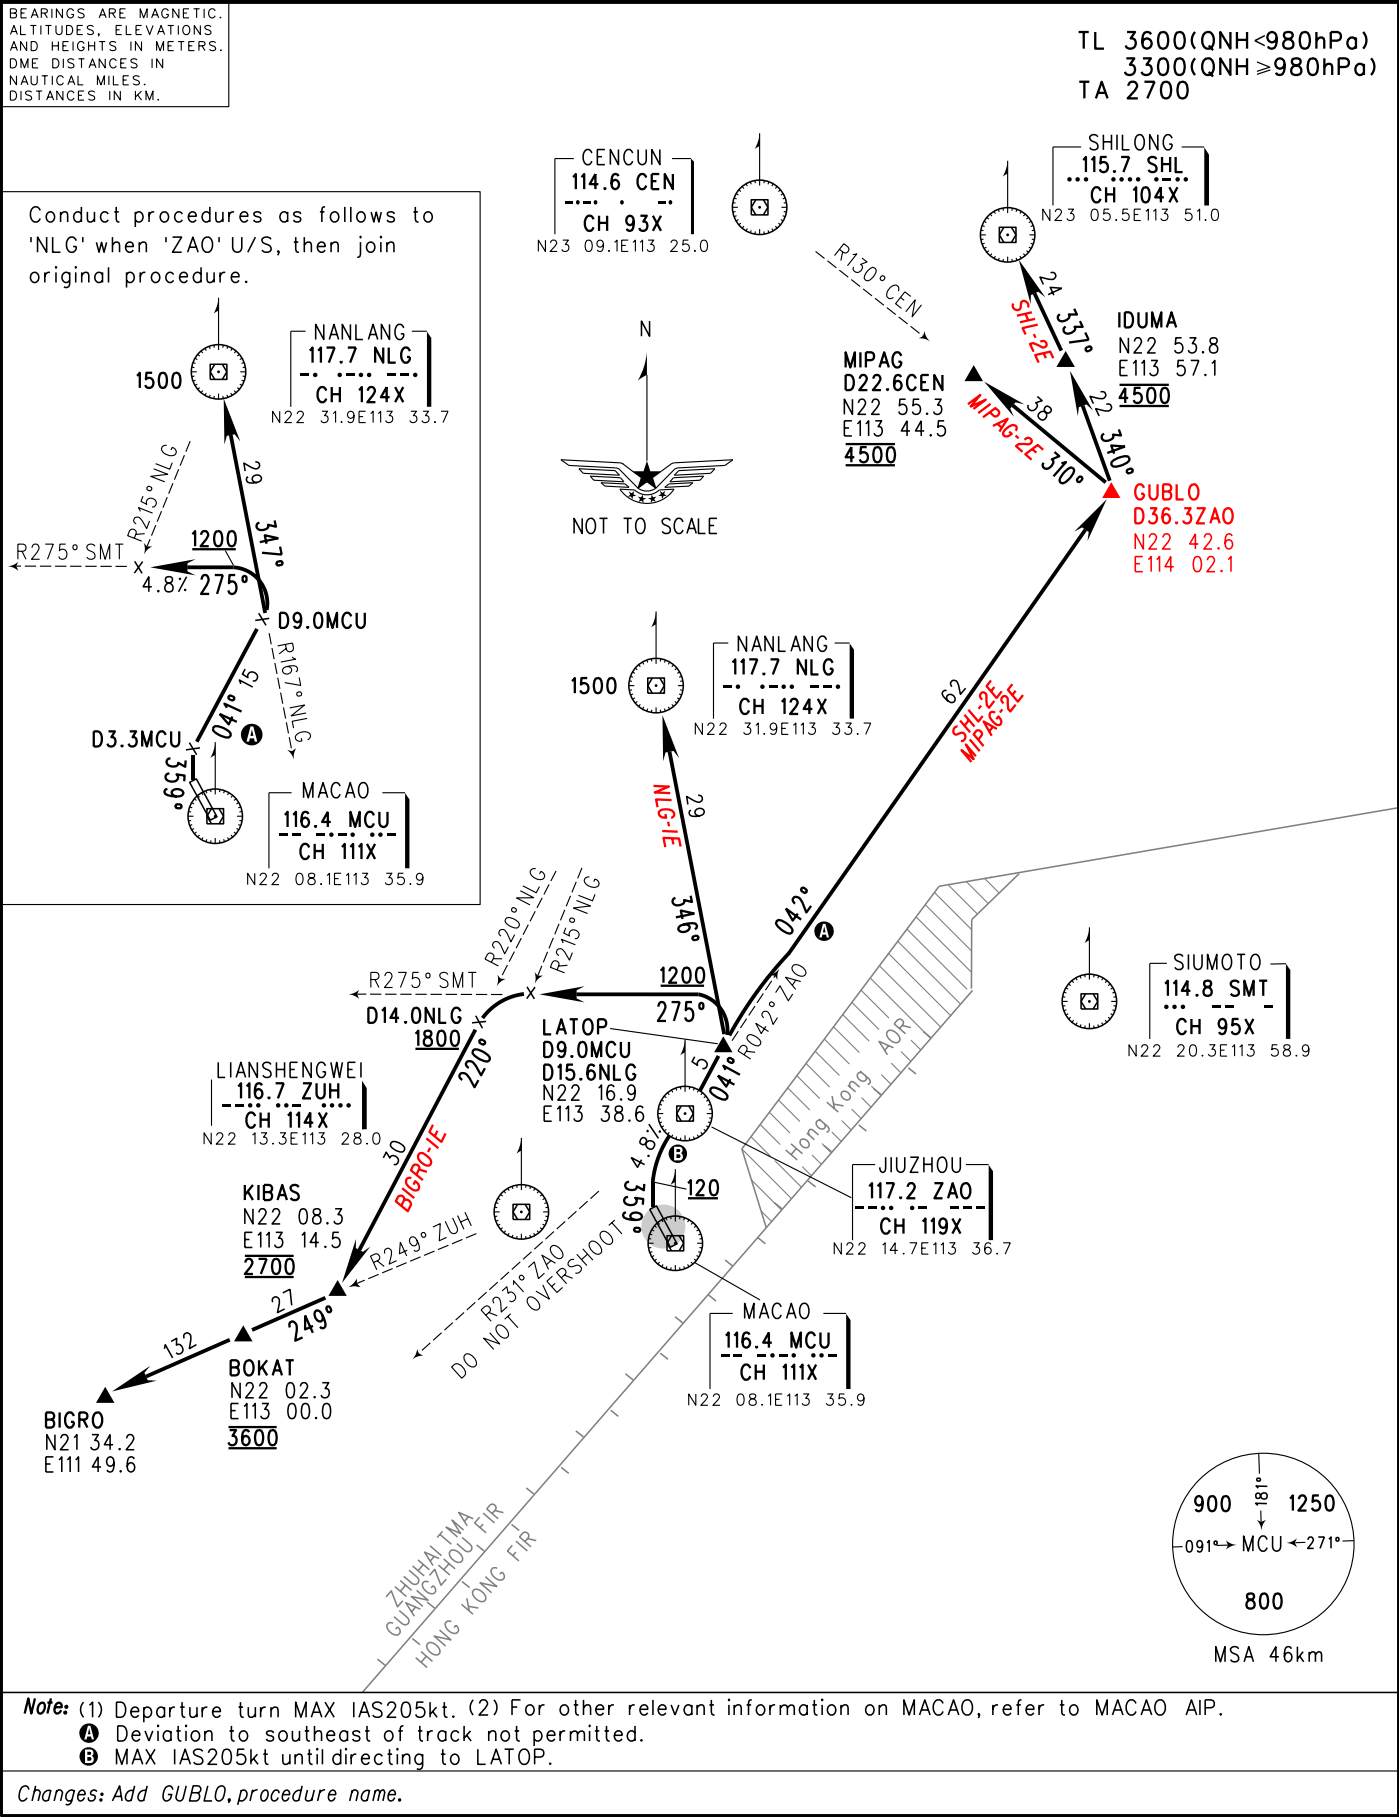 BEARINGS ARE MAGNETIC.
ALTITUDES, ELEVATIONS
AND HEIGHTS IN METERS.
DME DISTANCES IN
NAUTICAL MILES.
DISTANCES IN KM.
TL 3600(QNH<980hPa)
3300(QNH≥980hPa)
TA 2700
Conduct procedures as follows to
'NLG' when 'ZAO' U/S, then join
original procedure.
NANLANG
117.7 NLG
CH 124X
N22 31.9E113 33.7
1500
R215° NLG
29
347°
1200
R275° SMT
4.8%
275°
D9.0MCU
R167° NLG
15
041°
A
D3.3MCU
359°
MACAO
116.4 MCU
CH 111X
N22 08.1E113 35.9
CENCUN
114.6 CEN
CH 93X
N23 09.1E113 25.0
SHILONG
115.7 SHL
CH 104X
N23 05.5E113 51.0
R130° CEN
24
337°
SHL-2E
IDUMA
N22 53.8
E113 57.1
4500
MIPAG
D22.6CEN
N22 55.3
E113 44.5
4500
38
MIPAG-2E
310°
22
340°
GUBLO
D36.3ZAO
N22 42.6
E114 02.1
N
NOT TO SCALE
NANLANG
117.7 NLG
CH 124X
N22 31.9E113 33.7
1500
62
SHL-2E
MIPAG-2E
NLG-1E
29
346°
042°
A
R220° NLG
R215° NLG
R275° SMT
1200
275°
R042° ZAO
D14.0NLG
1800
220°
LATOP
D9.0MCU
D15.6NLG
N22 16.9
E113 38.6
5
041°
SIUMOTO
114.8 SMT
CH 95X
N22 20.3E113 58.9
Hong Kong AOR
LIANSHENGWEI
116.7 ZUH
CH 114X
N22 13.3E113 28.0
30
BIGRO-1E
4.8%
B
120
359°
JIUZHOU
117.2 ZAO
CH 119X
N22 14.7E113 36.7
KIBAS
N22 08.3
E113 14.5
2700
R249° ZUH
R231° ZAO
DO NOT OVERSHOOT
27
249°
132
BOKAT
N22 02.3
E113 00.0
3600
BIGRO
N21 34.2
E111 49.6
MACAO
116.4 MCU
CH 111X
N22 08.1E113 35.9
ZHUHAI TMA
GUANGZHOU FIR
HONG KONG FIR
900
181°
1250
091°
MCU
271°
800
MSA 46km
Note: (1) Departure turn MAX IAS205kt. (2) For other relevant information on MACAO, refer to MACAO AIP.
A Deviation to southeast of track not permitted.
B MAX IAS205kt until directing to LATOP.
Changes: Add GUBLO, procedure name.